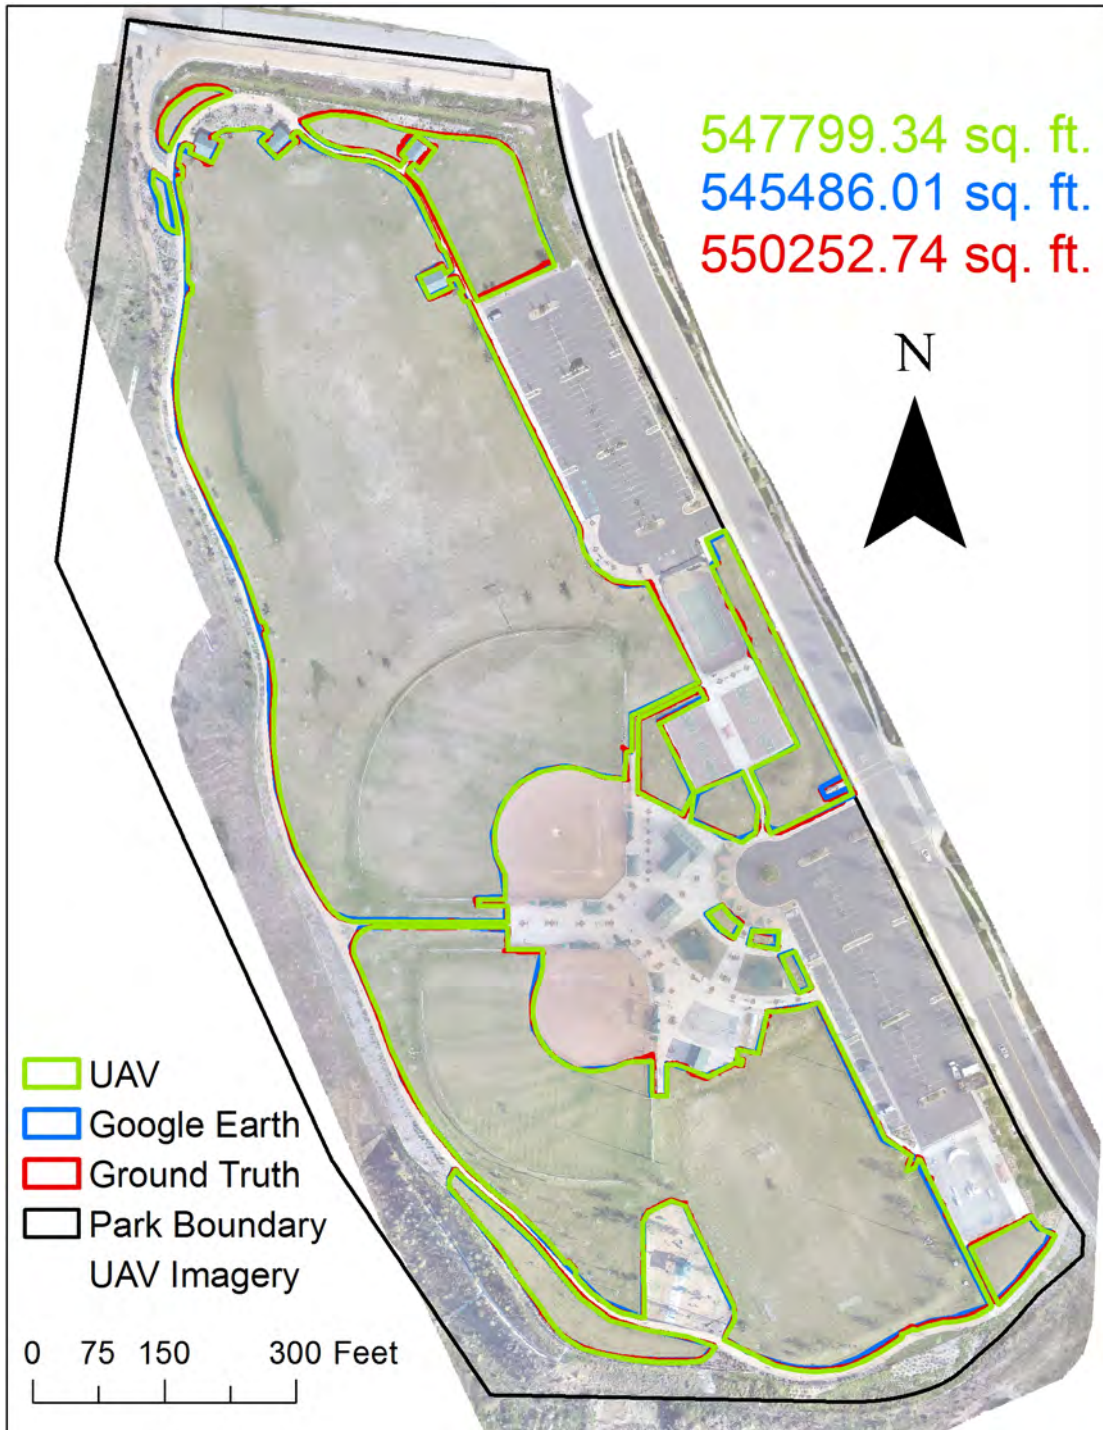 547799.34 sq. ft.
545486.01 sq. ft.
550252.74 sq. ft.
N
UAV
Google Earth
Ground Truth
Park Boundary
UAV Imagery
0 75 150 300 Feet